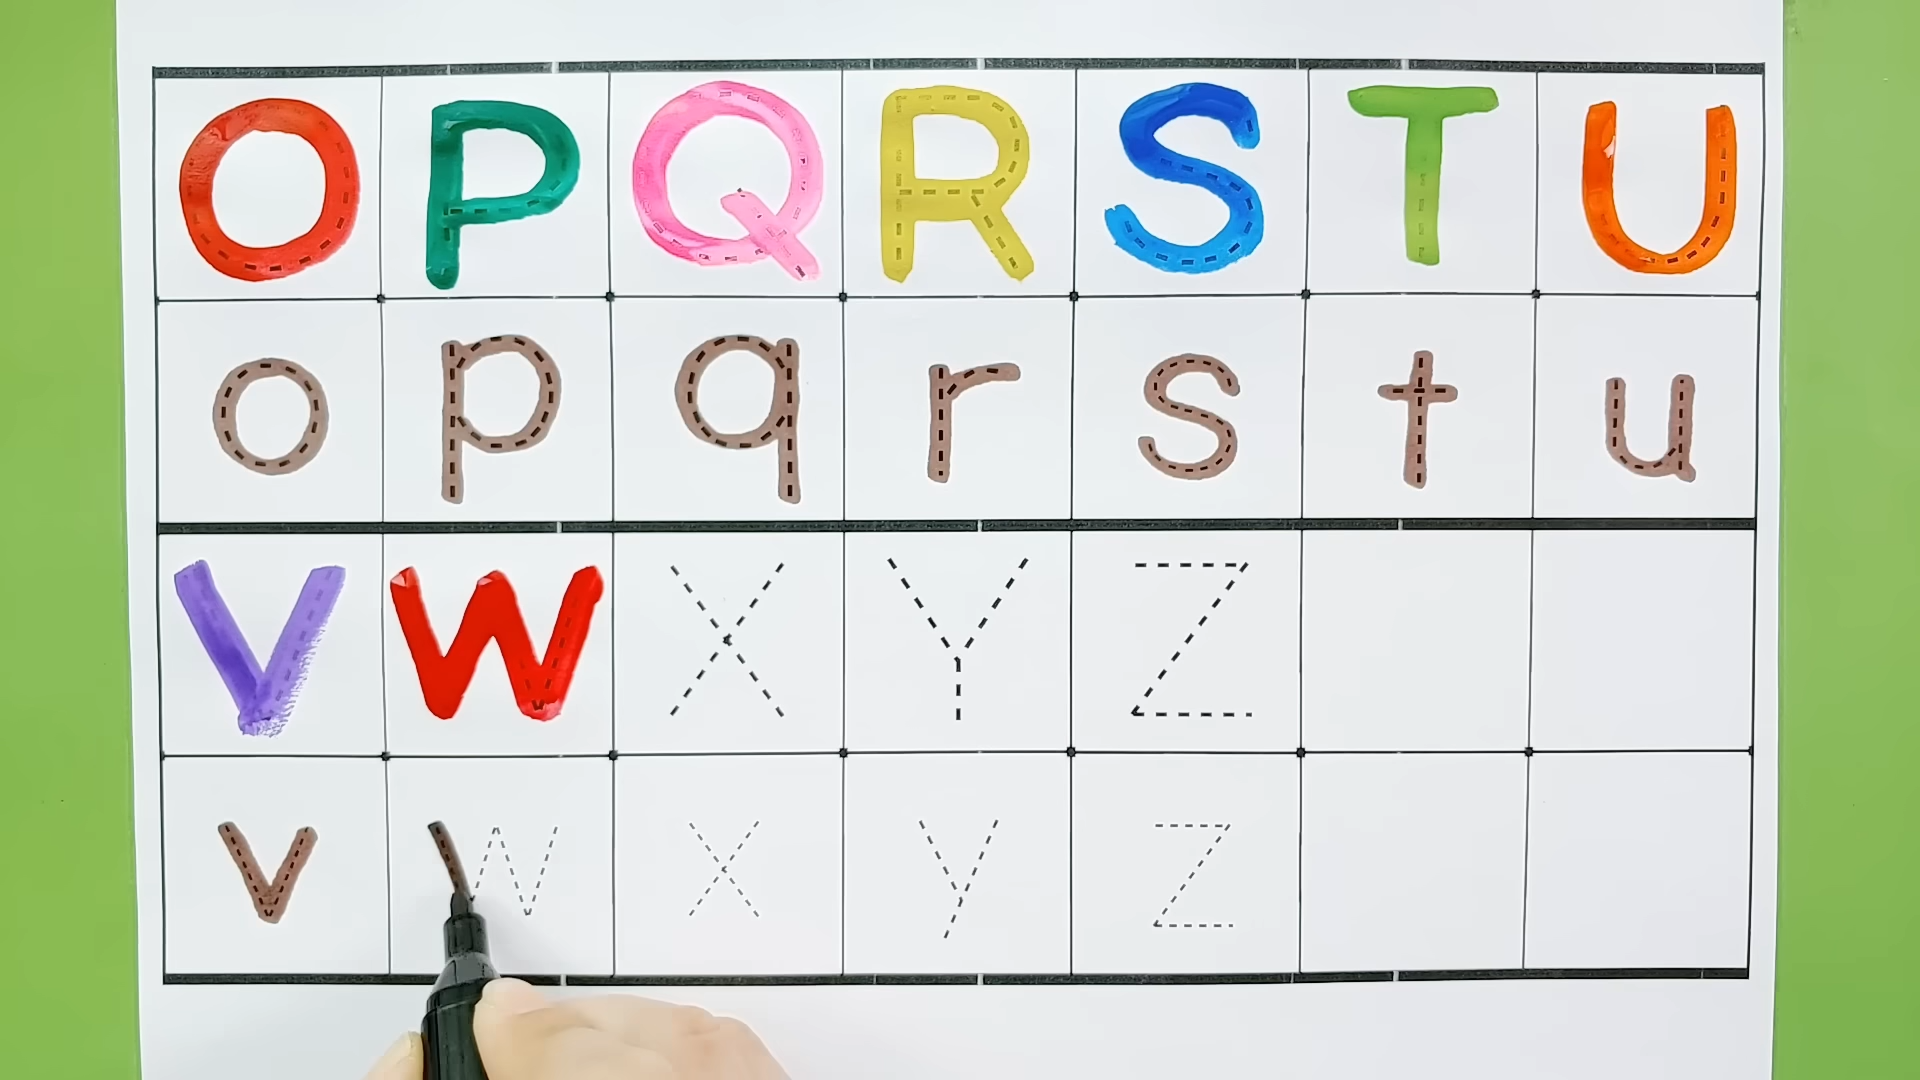 O P Q R S T U
o p q r s t u
V W X Y Z
v w x y z